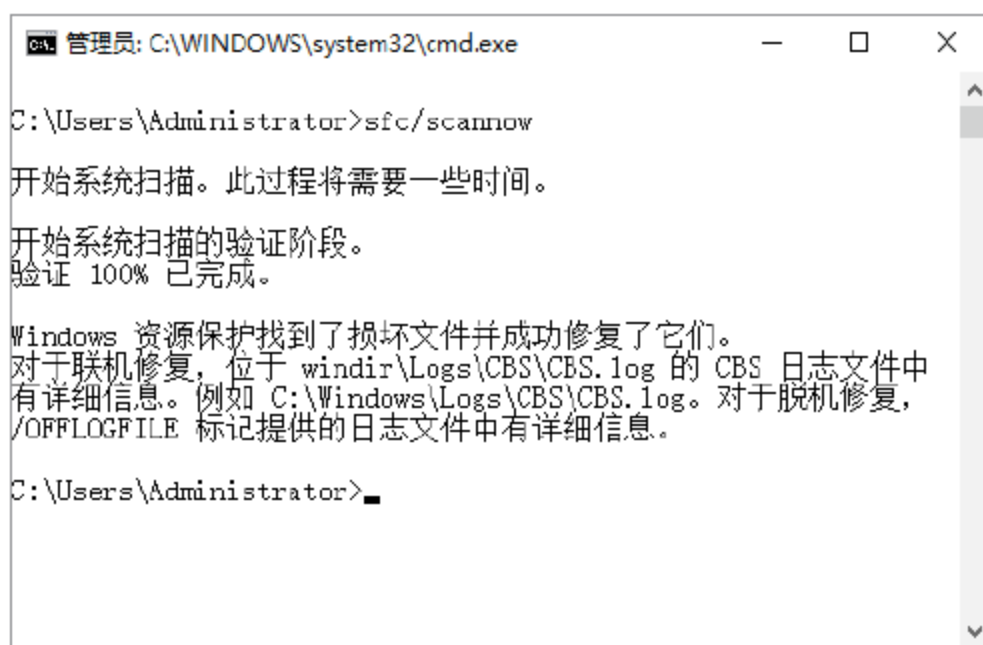 管理员: C:\WINDOWS\system32\cmd.exe
C:\Users\Administrator>sfc/scannow
开始系统扫描。此过程将需要一些时间。
开始系统扫描的验证阶段。
验证 100% 已完成。
Windows 资源保护找到了损坏文件并成功修复了它们。
对于联机修复，位于 windir\Logs\CBS\CBS.log 的 CBS 日志文件中
有详细信息。例如 C:\Windows\Logs\CBS\CBS.log。对于脱机修复，
/OFFLOGFILE 标记提供的日志文件中有详细信息。
C:\Users\Administrator>